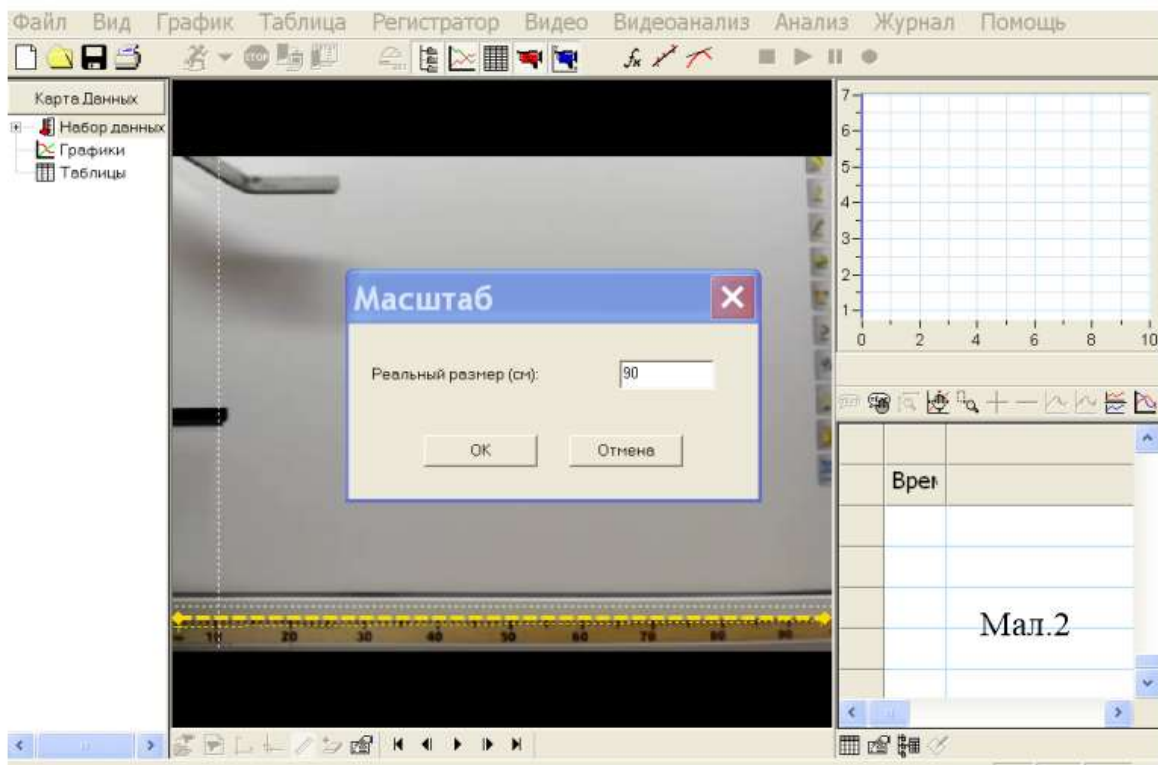 Файл Вид График Таблица Регистратор Видео Видеоанализ Анализ Журнал Помощь
STOP
fx
Карта Данных
Набор данных
Графики
Таблицы
Масштаб
Реальный размер (см): 90
OK Отмена
10 20 30 40 50 60 70 80 90
7
6
5
4
3
2
1
0 2 4 6 8 10
Врем
Мал.2